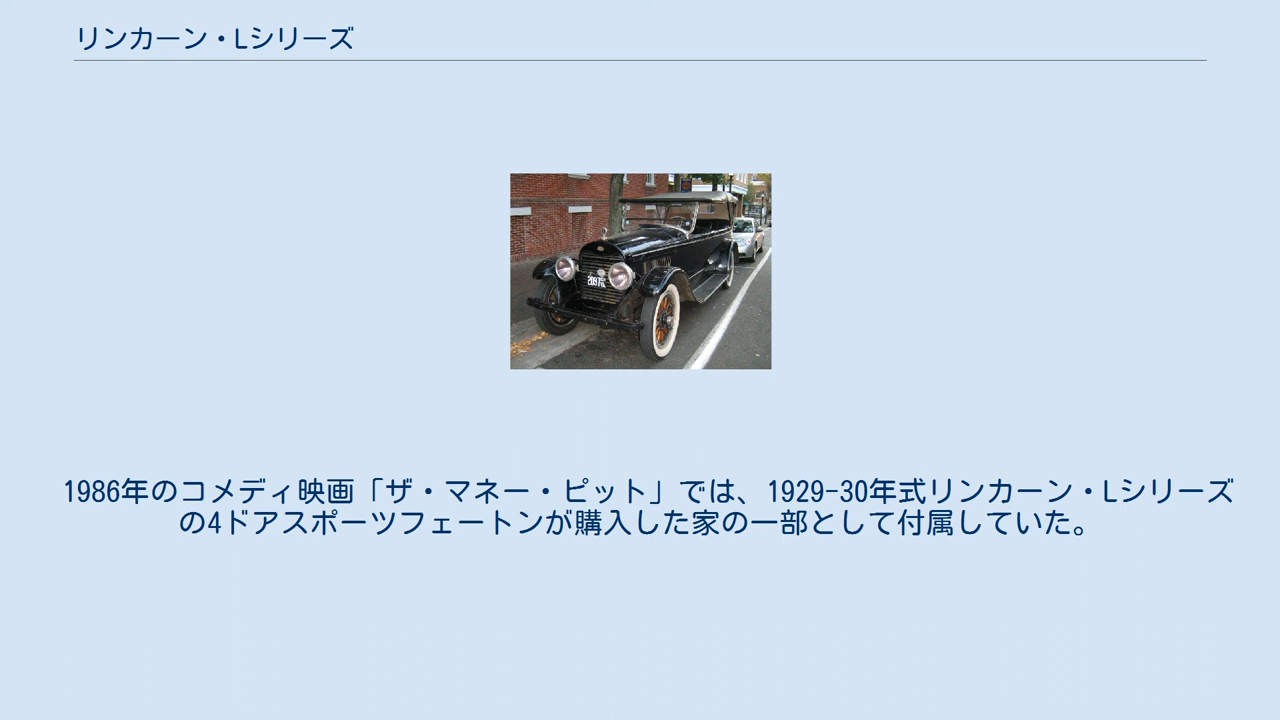 リンカーン・Lシリーズ
1986年のコメディ映画「ザ・マネー・ピット」では、1929-30年式リンカーン・Lシリーズ
の4ドアスポーツフェートンが購入した家の一部として付属していた。